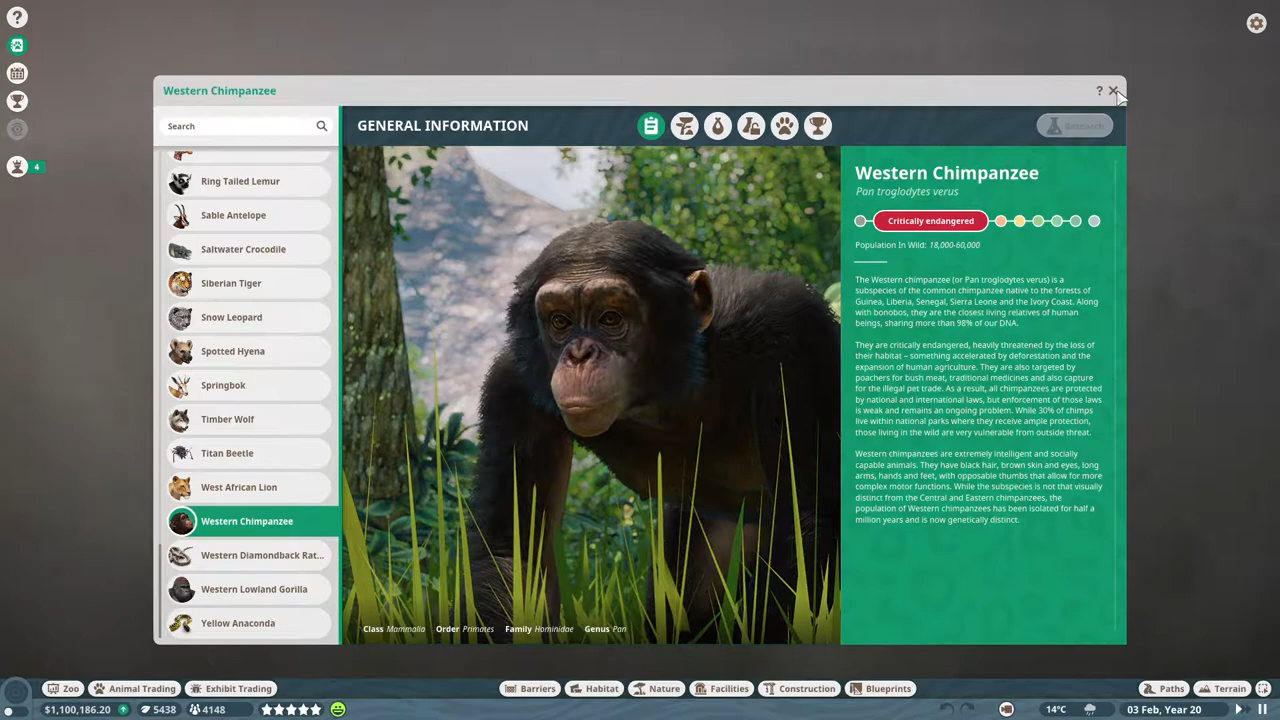 Western Chimpanzee
?
Search
GENERAL INFORMATION
Research
Ring Tailed Lemur
Sable Antelope
Saltwater Crocodile
Siberian Tiger
Snow Leopard
Spotted Hyena
Springbok
Timber Wolf
Titan Beetle
West African Lion
Western Chimpanzee
Western Diamondback Rat...
Western Lowland Gorilla
Yellow Anaconda
Class Mammalia Order Primates Family Hominidae Genus Pan
Western Chimpanzee
Pan troglodytes verus
Critically endangered
Population In Wild: 18,000-60,000
The Western chimpanzee (or Pan troglodytes verus) is a
subspecies of the common chimpanzee native to the forests of
Guinea, Liberia, Senegal, Sierra Leone and the Ivory Coast. Along
with bonobos, they are the closest living relatives of human
beings, sharing more than 98% of our DNA.
They are critically endangered, heavily threatened by the loss of
their habitat – something accelerated by deforestation and the
expansion of human agriculture. They are also targeted by
poachers for bush meat, traditional medicines and also capture
for the illegal pet trade. As a result, all chimpanzees are protected
by national and international laws, but enforcement of those laws
is weak and remains an ongoing problem. While 30% of chimps
live within national parks where they receive ample protection,
those living in the wild are very vulnerable from outside threat.
Western chimpanzees are extremely intelligent and socially
capable animals. They have black hair, brown skin and eyes, long
arms, hands and feet, with opposable thumbs that allow for more
complex motor functions. While the subspecies is not that visually
distinct from the Central and Eastern chimpanzees, the
population of Western chimpanzees has been isolated for half a
million years and is now genetically distinct.
?
4
Zoo
Animal Trading
Exhibit Trading
Barriers
Habitat
Nature
Facilities
Construction
Blueprints
Paths
Terrain
$1,100,186.20
5438
4148
14°C
03 Feb, Year 20